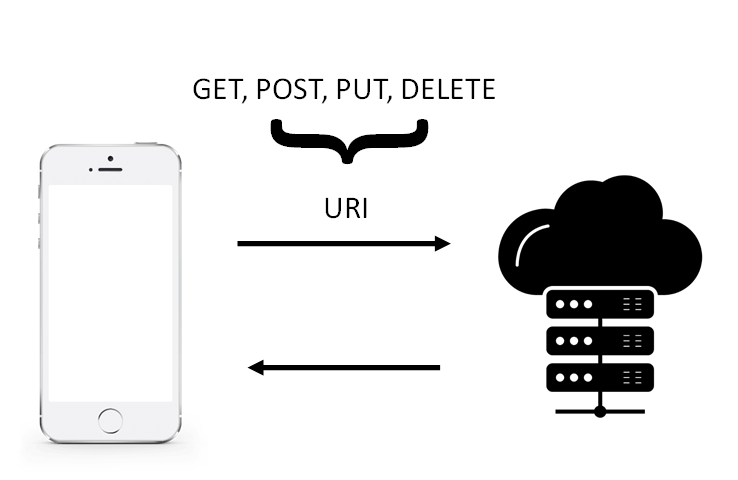 GET, POST, PUT, DELETE
URI